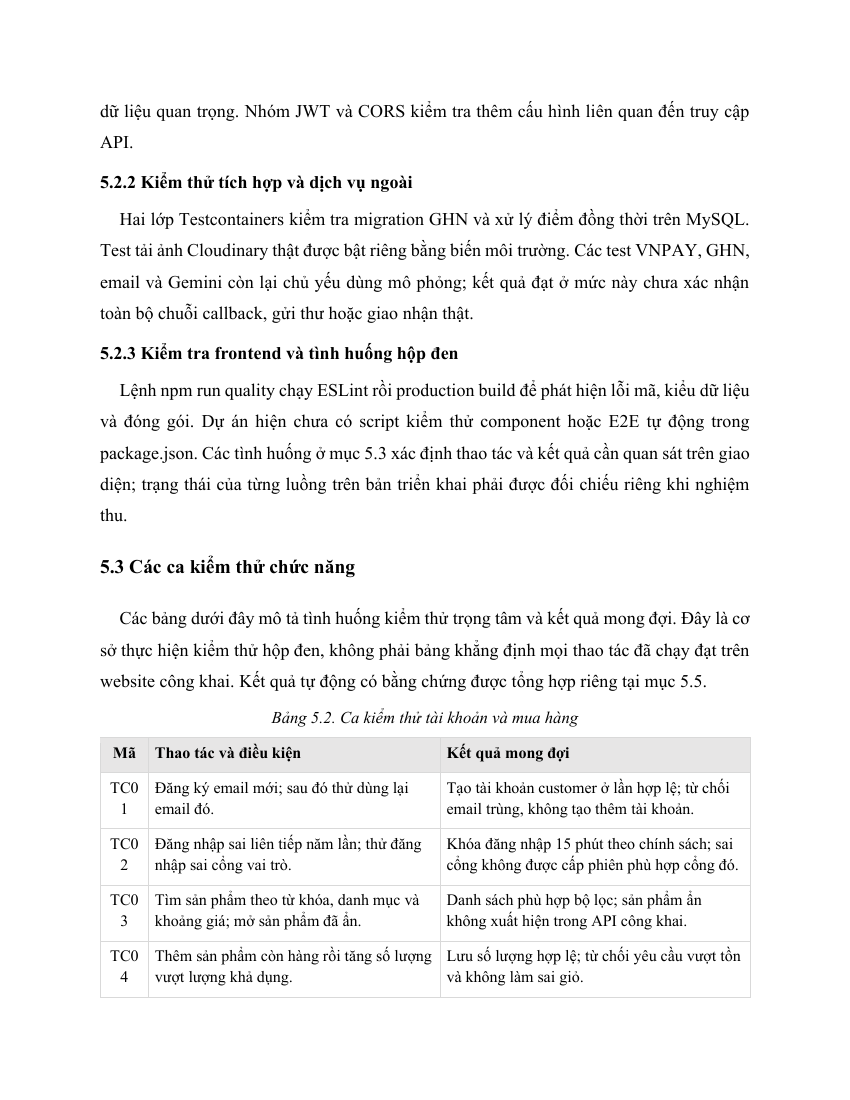 dữ liệu quan trọng. Nhóm JWT và CORS kiểm tra thêm cấu hình liên quan đến truy cập
API.
5.2.2 Kiểm thử tích hợp và dịch vụ ngoài
Hai lớp Testcontainers kiểm tra migration GHN và xử lý điểm đồng thời trên MySQL.
Test tải ảnh Cloudinary thật được bật riêng bằng biến môi trường. Các test VNPAY, GHN,
email và Gemini còn lại chủ yếu dùng mô phỏng; kết quả đạt ở mức này chưa xác nhận
toàn bộ chuỗi callback, gửi thư hoặc giao nhận thật.
5.2.3 Kiểm tra frontend và tình huống hộp đen
Lệnh npm run quality chạy ESLint rồi production build để phát hiện lỗi mã, kiểu dữ liệu
và đóng gói. Dự án hiện chưa có script kiểm thử component hoặc E2E tự động trong
package.json. Các tình huống ở mục 5.3 xác định thao tác và kết quả cần quan sát trên giao
diện; trạng thái của từng luồng trên bản triển khai phải được đối chiếu riêng khi nghiệm
thu.
5.3 Các ca kiểm thử chức năng
Các bảng dưới đây mô tả tình huống kiểm thử trọng tâm và kết quả mong đợi. Đây là cơ
sở thực hiện kiểm thử hộp đen, không phải bảng khẳng định mọi thao tác đã chạy đạt trên
website công khai. Kết quả tự động có bằng chứng được tổng hợp riêng tại mục 5.5.
Bảng 5.2. Ca kiểm thử tài khoản và mua hàng
Mã Thao tác và điều kiện Kết quả mong đợi
TC0 Đăng ký email mới; sau đó thử dùng lại Tạo tài khoản customer ở lần hợp lệ; từ chối
1 email đó. email trùng, không tạo thêm tài khoản.
TC0 Đăng nhập sai liên tiếp năm lần; thử đăng Khóa đăng nhập 15 phút theo chính sách; sai
2 nhập sai cổng vai trò. cổng không được cấp phiên phù hợp cổng đó.
TC0 Tìm sản phẩm theo từ khóa, danh mục và Danh sách phù hợp bộ lọc; sản phẩm ẩn
3 khoảng giá; mở sản phẩm đã ẩn. không xuất hiện trong API công khai.
TC0 Thêm sản phẩm còn hàng rồi tăng số lượng Lưu số lượng hợp lệ; từ chối yêu cầu vượt tồn
4 vượt lượng khả dụng. và không làm sai giỏ.